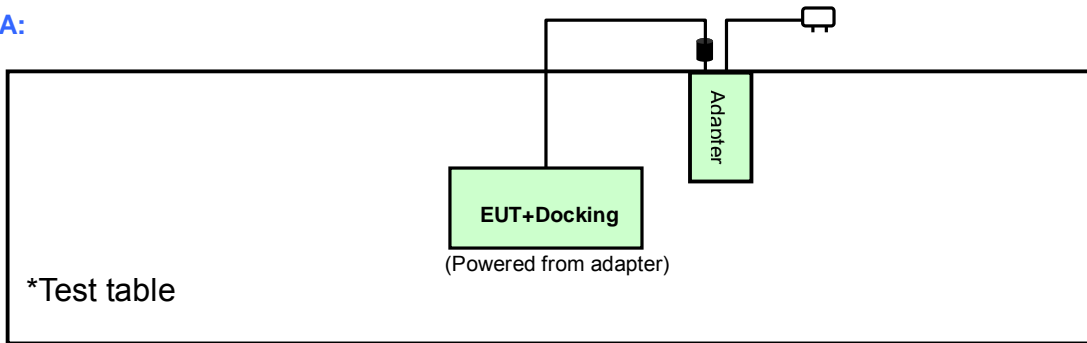 A:
Adapter
EUT+Docking
(Powered from adapter)
*Test table